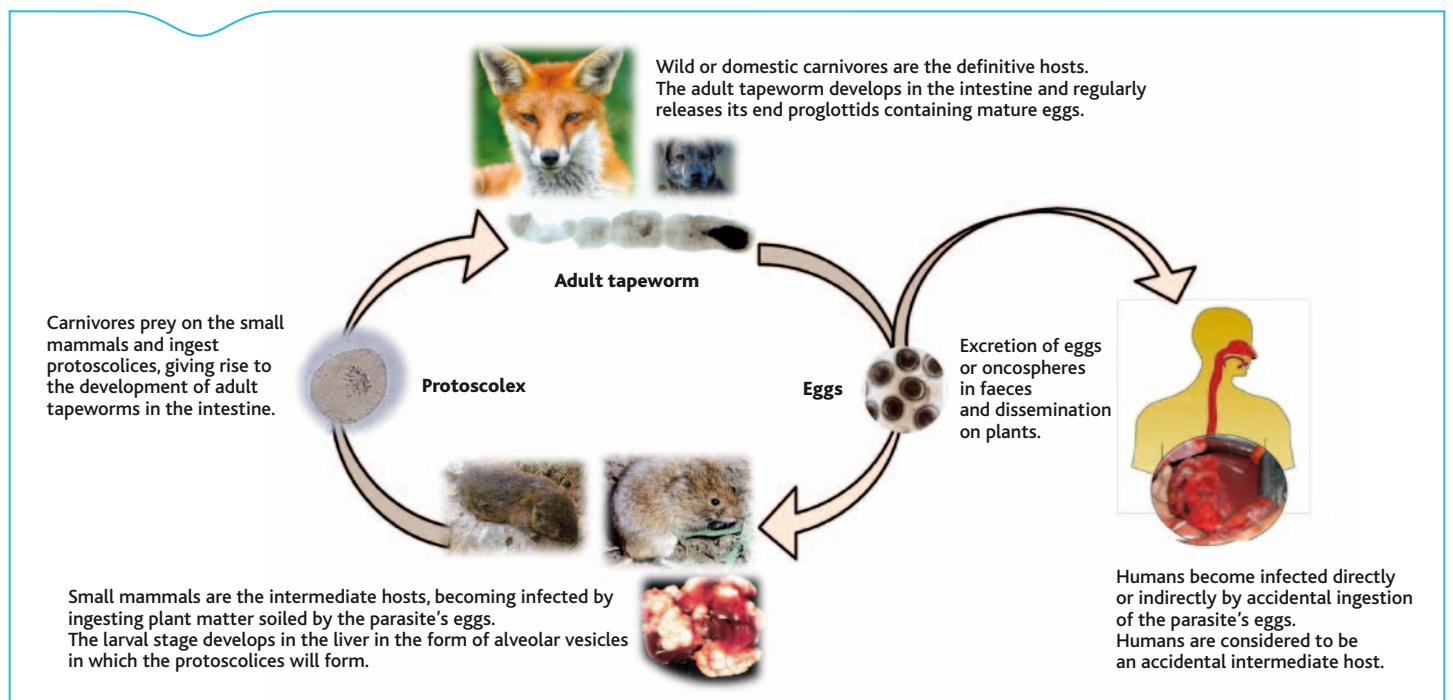 Wild or domestic carnivores are the definitive hosts.
The adult tapeworm develops in the intestine and regularly
releases its end proglottids containing mature eggs.
Adult tapeworm
Carnivores prey on the small
mammals and ingest
protoscolices, giving rise to
the development of adult
tapeworms in the intestine.
Protoscolex
Eggs
Excretion of eggs
or oncospheres
in faeces
and dissemination
on plants.
Small mammals are the intermediate hosts, becoming infected by
ingesting plant matter soiled by the parasite's eggs.
The larval stage develops in the liver in the form of alveolar vesicles
in which the protoscolices will form.
Humans become infected directly
or indirectly by accidental ingestion
of the parasite's eggs.
Humans are considered to be
an accidental intermediate host.